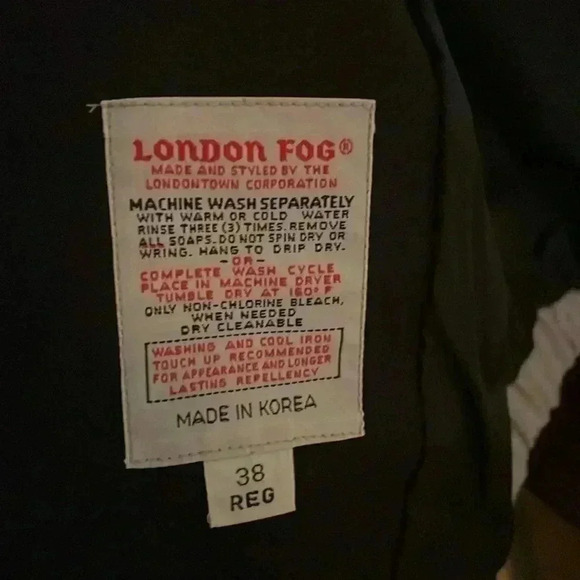 LONDON FOG®
MADE AND STYLED BY THE
LONDONTOWN CORPORATION
MACHINE WASH SEPARATELY
WITH WARM OR COLD WATER
RINSE THREE (3) TIMES. REMOVE
ALL SOAPS. DO NOT SPIN DRY OR
WRING. HANG TO DRIP DRY.
-OR-
COMPLETE WASH CYCLE
PLACE IN MACHINE DRYER
TUMBLE DRY AT 160° F
ONLY NON-CHLORINE BLEACH,
WHEN NEEDED
DRY CLEANABLE
WASHING AND COOL IRON
TOUCH UP RECOMMENDED
FOR APPEARANCE AND LONGER
LASTING REPELLENCY
MADE IN KOREA
38
REG